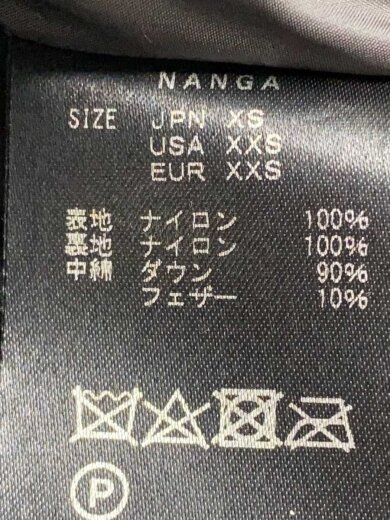 NANGA
SIZE JPN XS
USA XXS
EUR XXS
表地 ナイロン 100%
裏地 ナイロン 100%
中綿 ダウン 90%
フェザー 10%
P